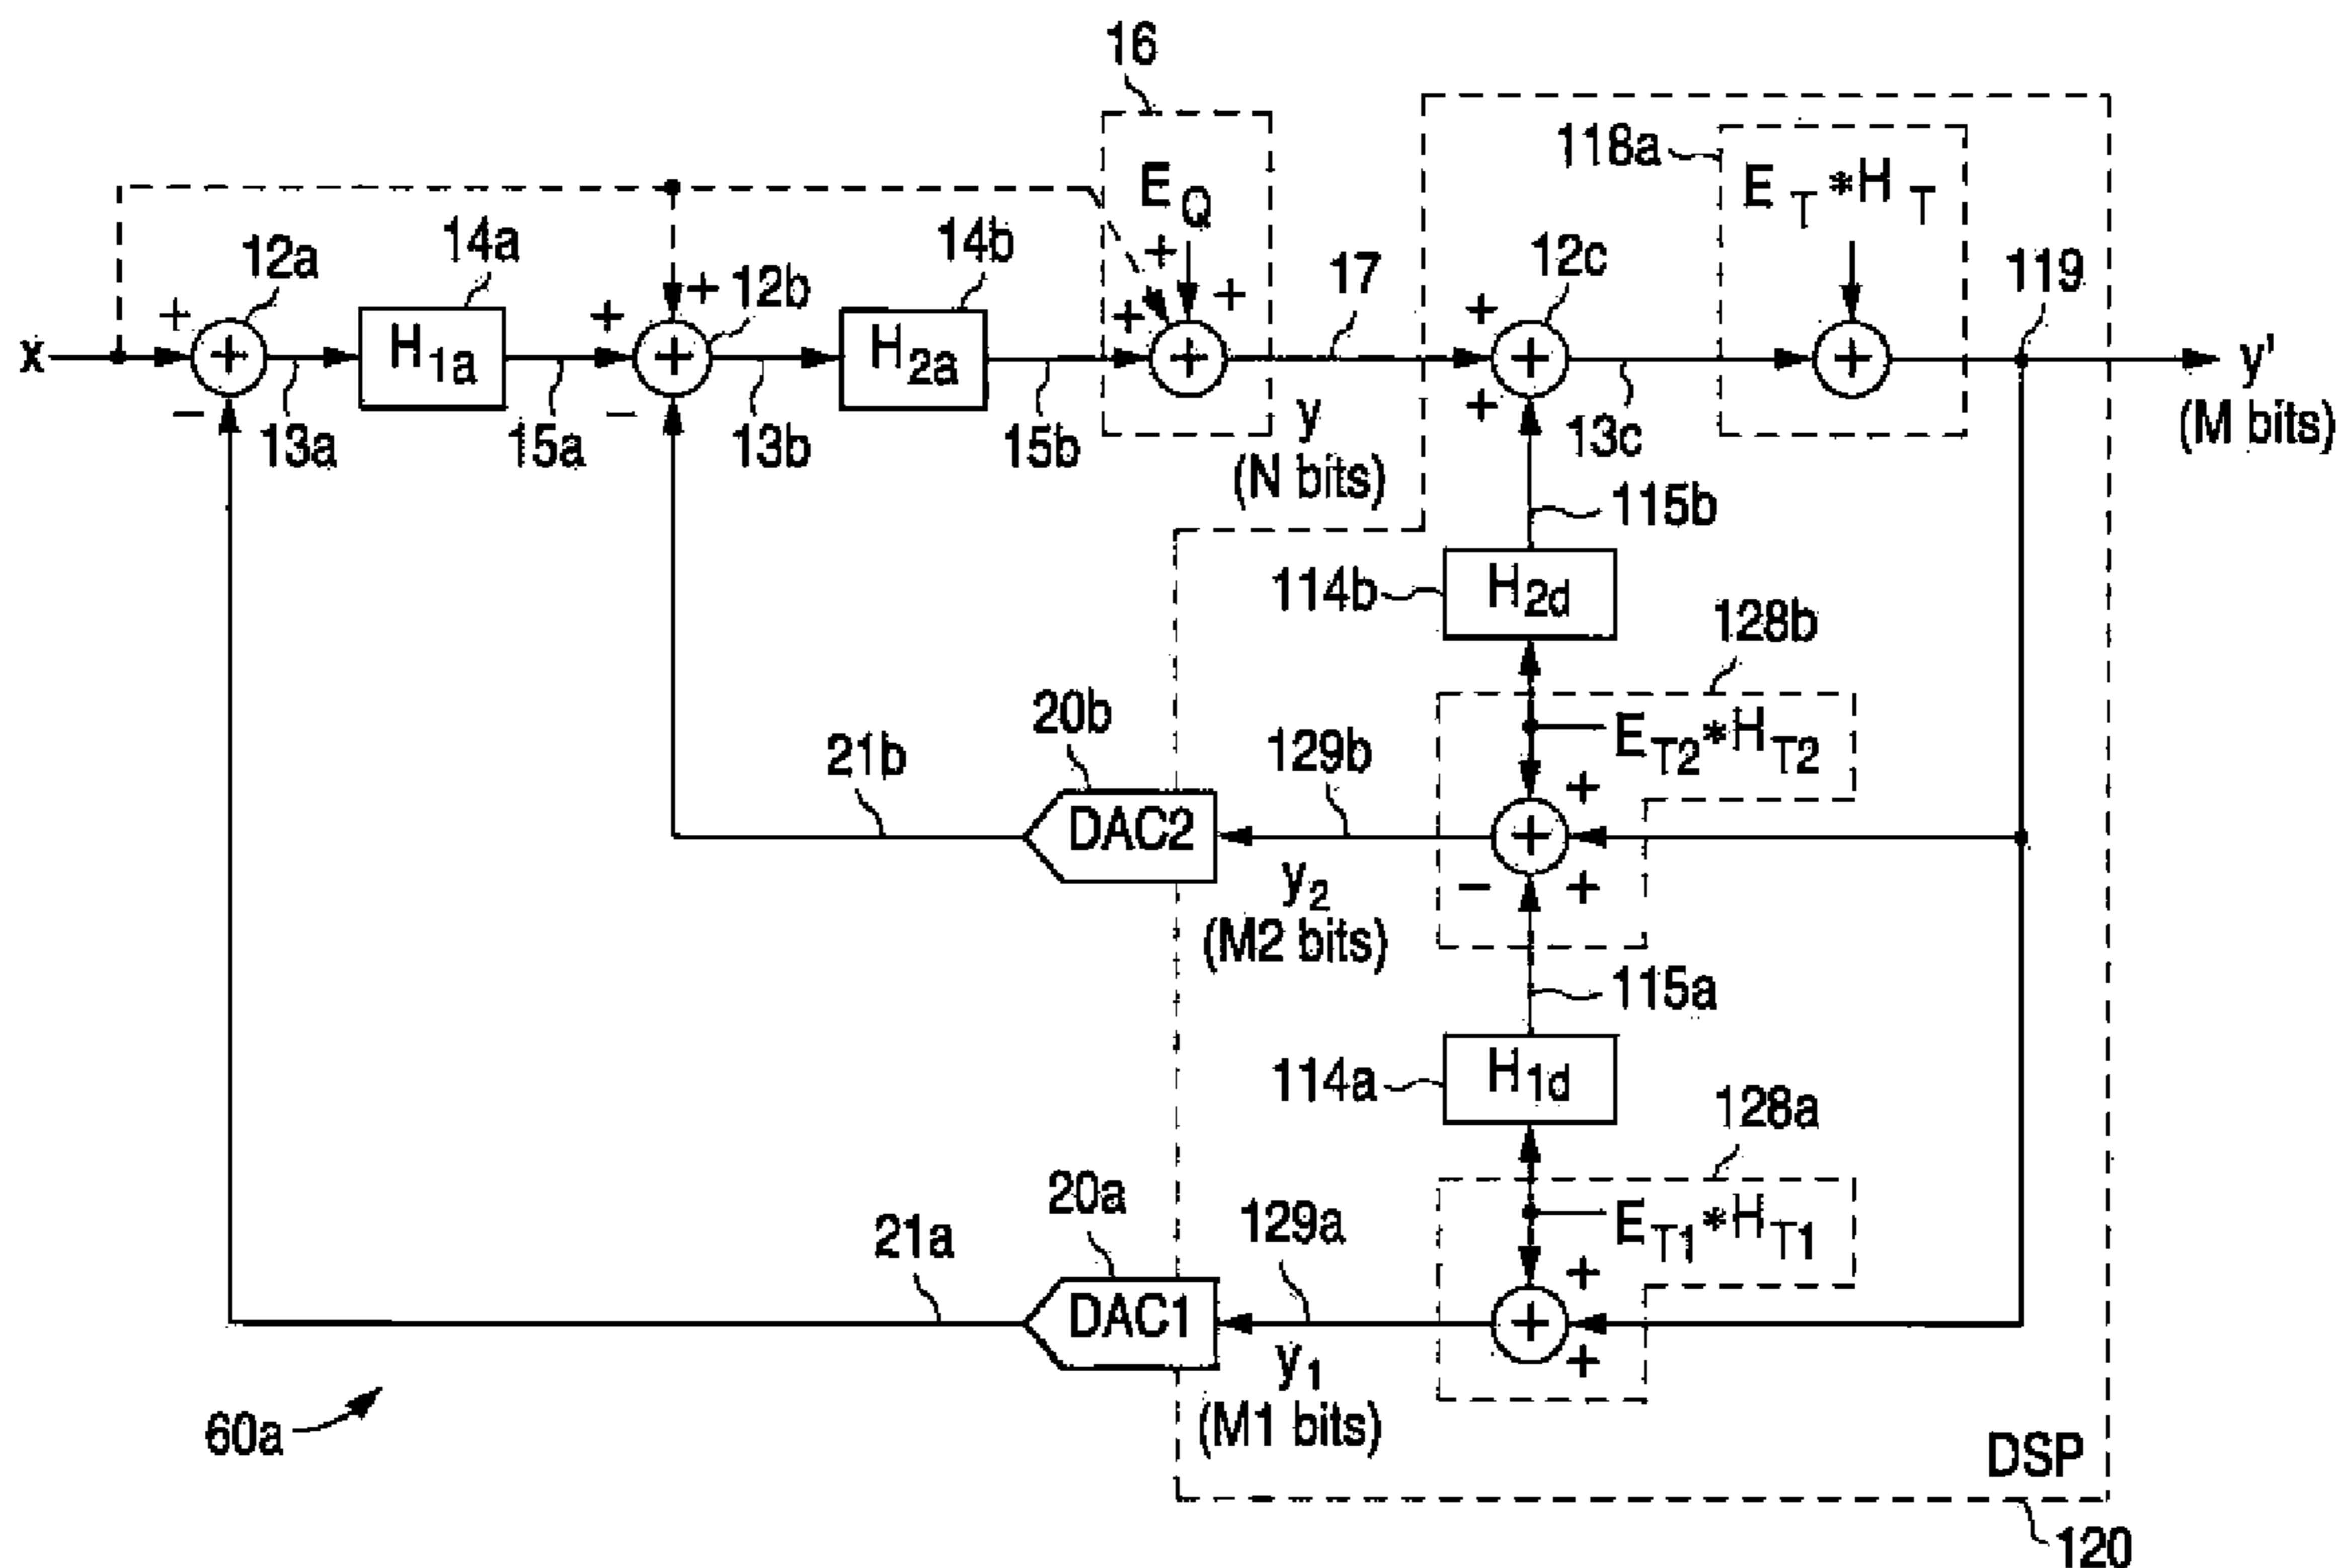 16
118a
E_Q
E_T*H_T
12a
14a
14b
12b
17
12c
119
+
+
+
+
+
+
+
x
+
H_1a
+
H_2a
+
+
+
y'
(M bits)
−
13a
15a
−
13b
15b
y
(N bits)
+
13c
115b
114b
H_2d
128b
20b
21b
129b
E_T2*H_T2
+
DAC2
+
−
+
y_2
(M2 bits)
115a
114a
H_1d
128a
20a
21a
129a
E_T1*H_T1
+
DAC1
+
+
y_1
(M1 bits)
60a
DSP
120